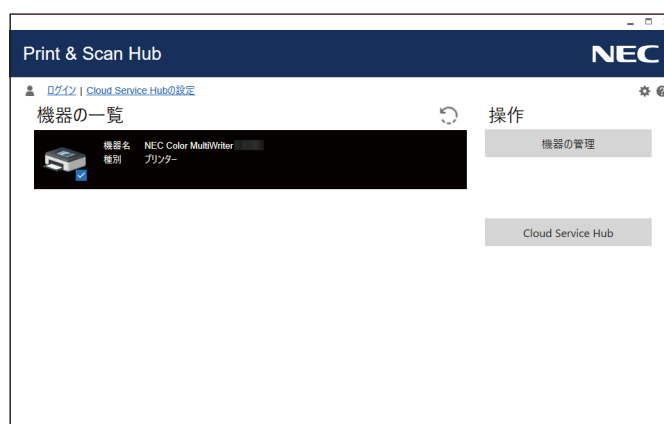 Print & Scan Hub
NEC
ログイン | Cloud Service Hubの設定
機器の一覧
操作
機器名 NEC Color MultiWriter
種別 プリンター
機器の管理
Cloud Service Hub